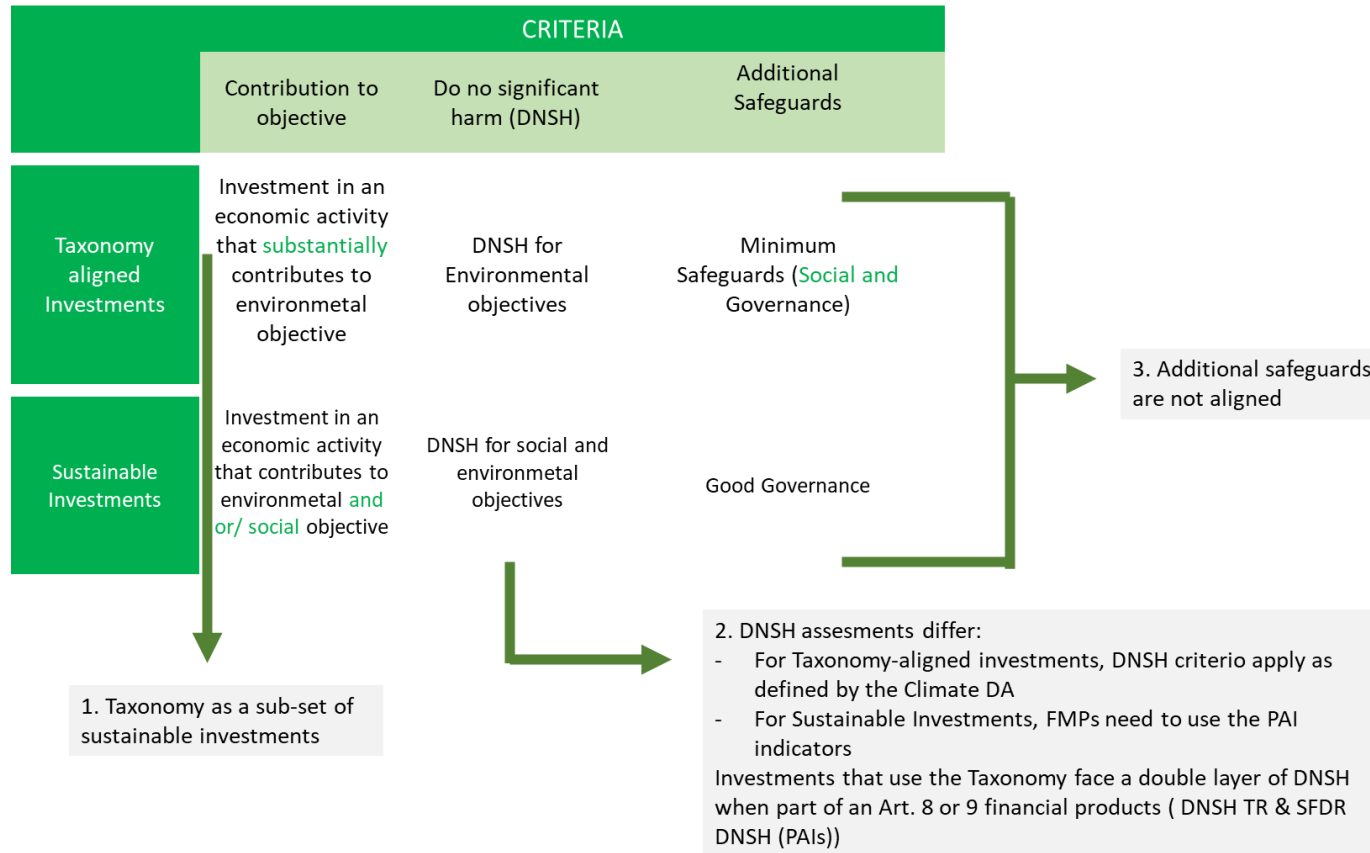 CRITERIA
Contribution to
objective
Do no significant
harm (DNSH)
Additional
Safeguards
Taxonomy
aligned
Investments
Investment in an
economic activity
that substantially
contributes to
environmetal
objective
DNSH for
Environmental
objectives
Minimum
Safeguards (Social and
Governance)
Sustainable
Investments
Investment in an
economic activity
that contributes to
environmetal and
or/ social objective
DNSH for social and
environmetal
objectives
Good Governance
3. Additional safeguards
are not aligned
1. Taxonomy as a sub-set of
sustainable investments
2. DNSH assesments differ:
- For Taxonomy-aligned investments, DNSH criterio apply as
defined by the Climate DA
- For Sustainable Investments, FMPs need to use the PAI
indicators
Investments that use the Taxonomy face a double layer of DNSH
when part of an Art. 8 or 9 financial products ( DNSH TR & SFDR
DNSH (PAIs))